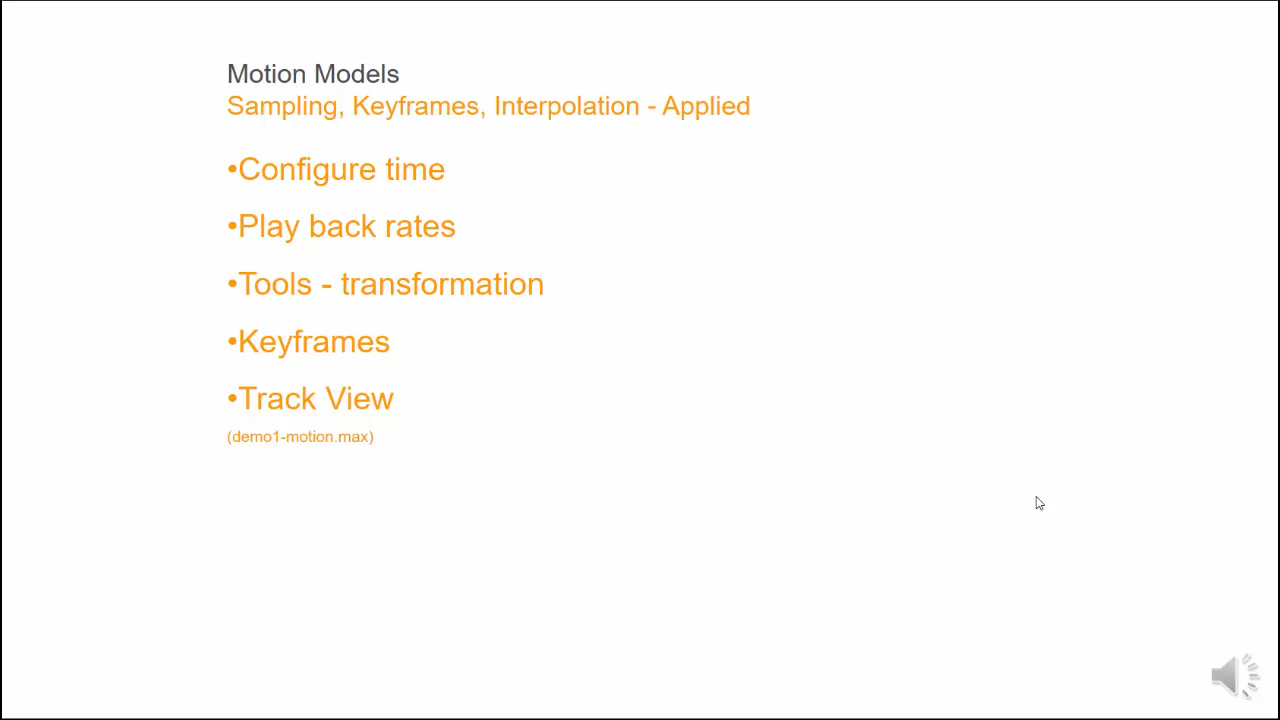 Motion Models
Sampling, Keyframes, Interpolation - Applied
•Configure time
•Play back rates
•Tools - transformation
•Keyframes
•Track View
(demo1-motion.max)